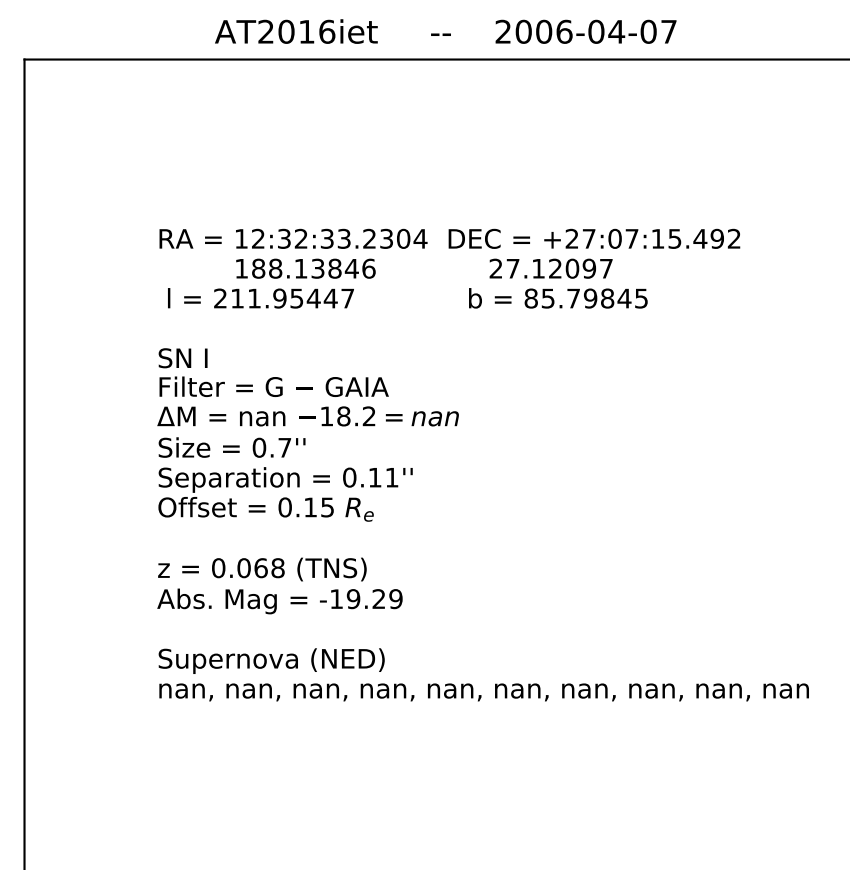 AT2016iet -- 2006-04-07
RA = 12:32:33.2304 DEC = +27:07:15.492
188.13846 27.12097
l = 211.95447 b = 85.79845
SN I
Filter = G − GAIA
ΔM = nan −18.2 = nan
Size = 0.7''
Separation = 0.11''
Offset = 0.15 Re
z = 0.068 (TNS)
Abs. Mag = -19.29
Supernova (NED)
nan, nan, nan, nan, nan, nan, nan, nan, nan, nan